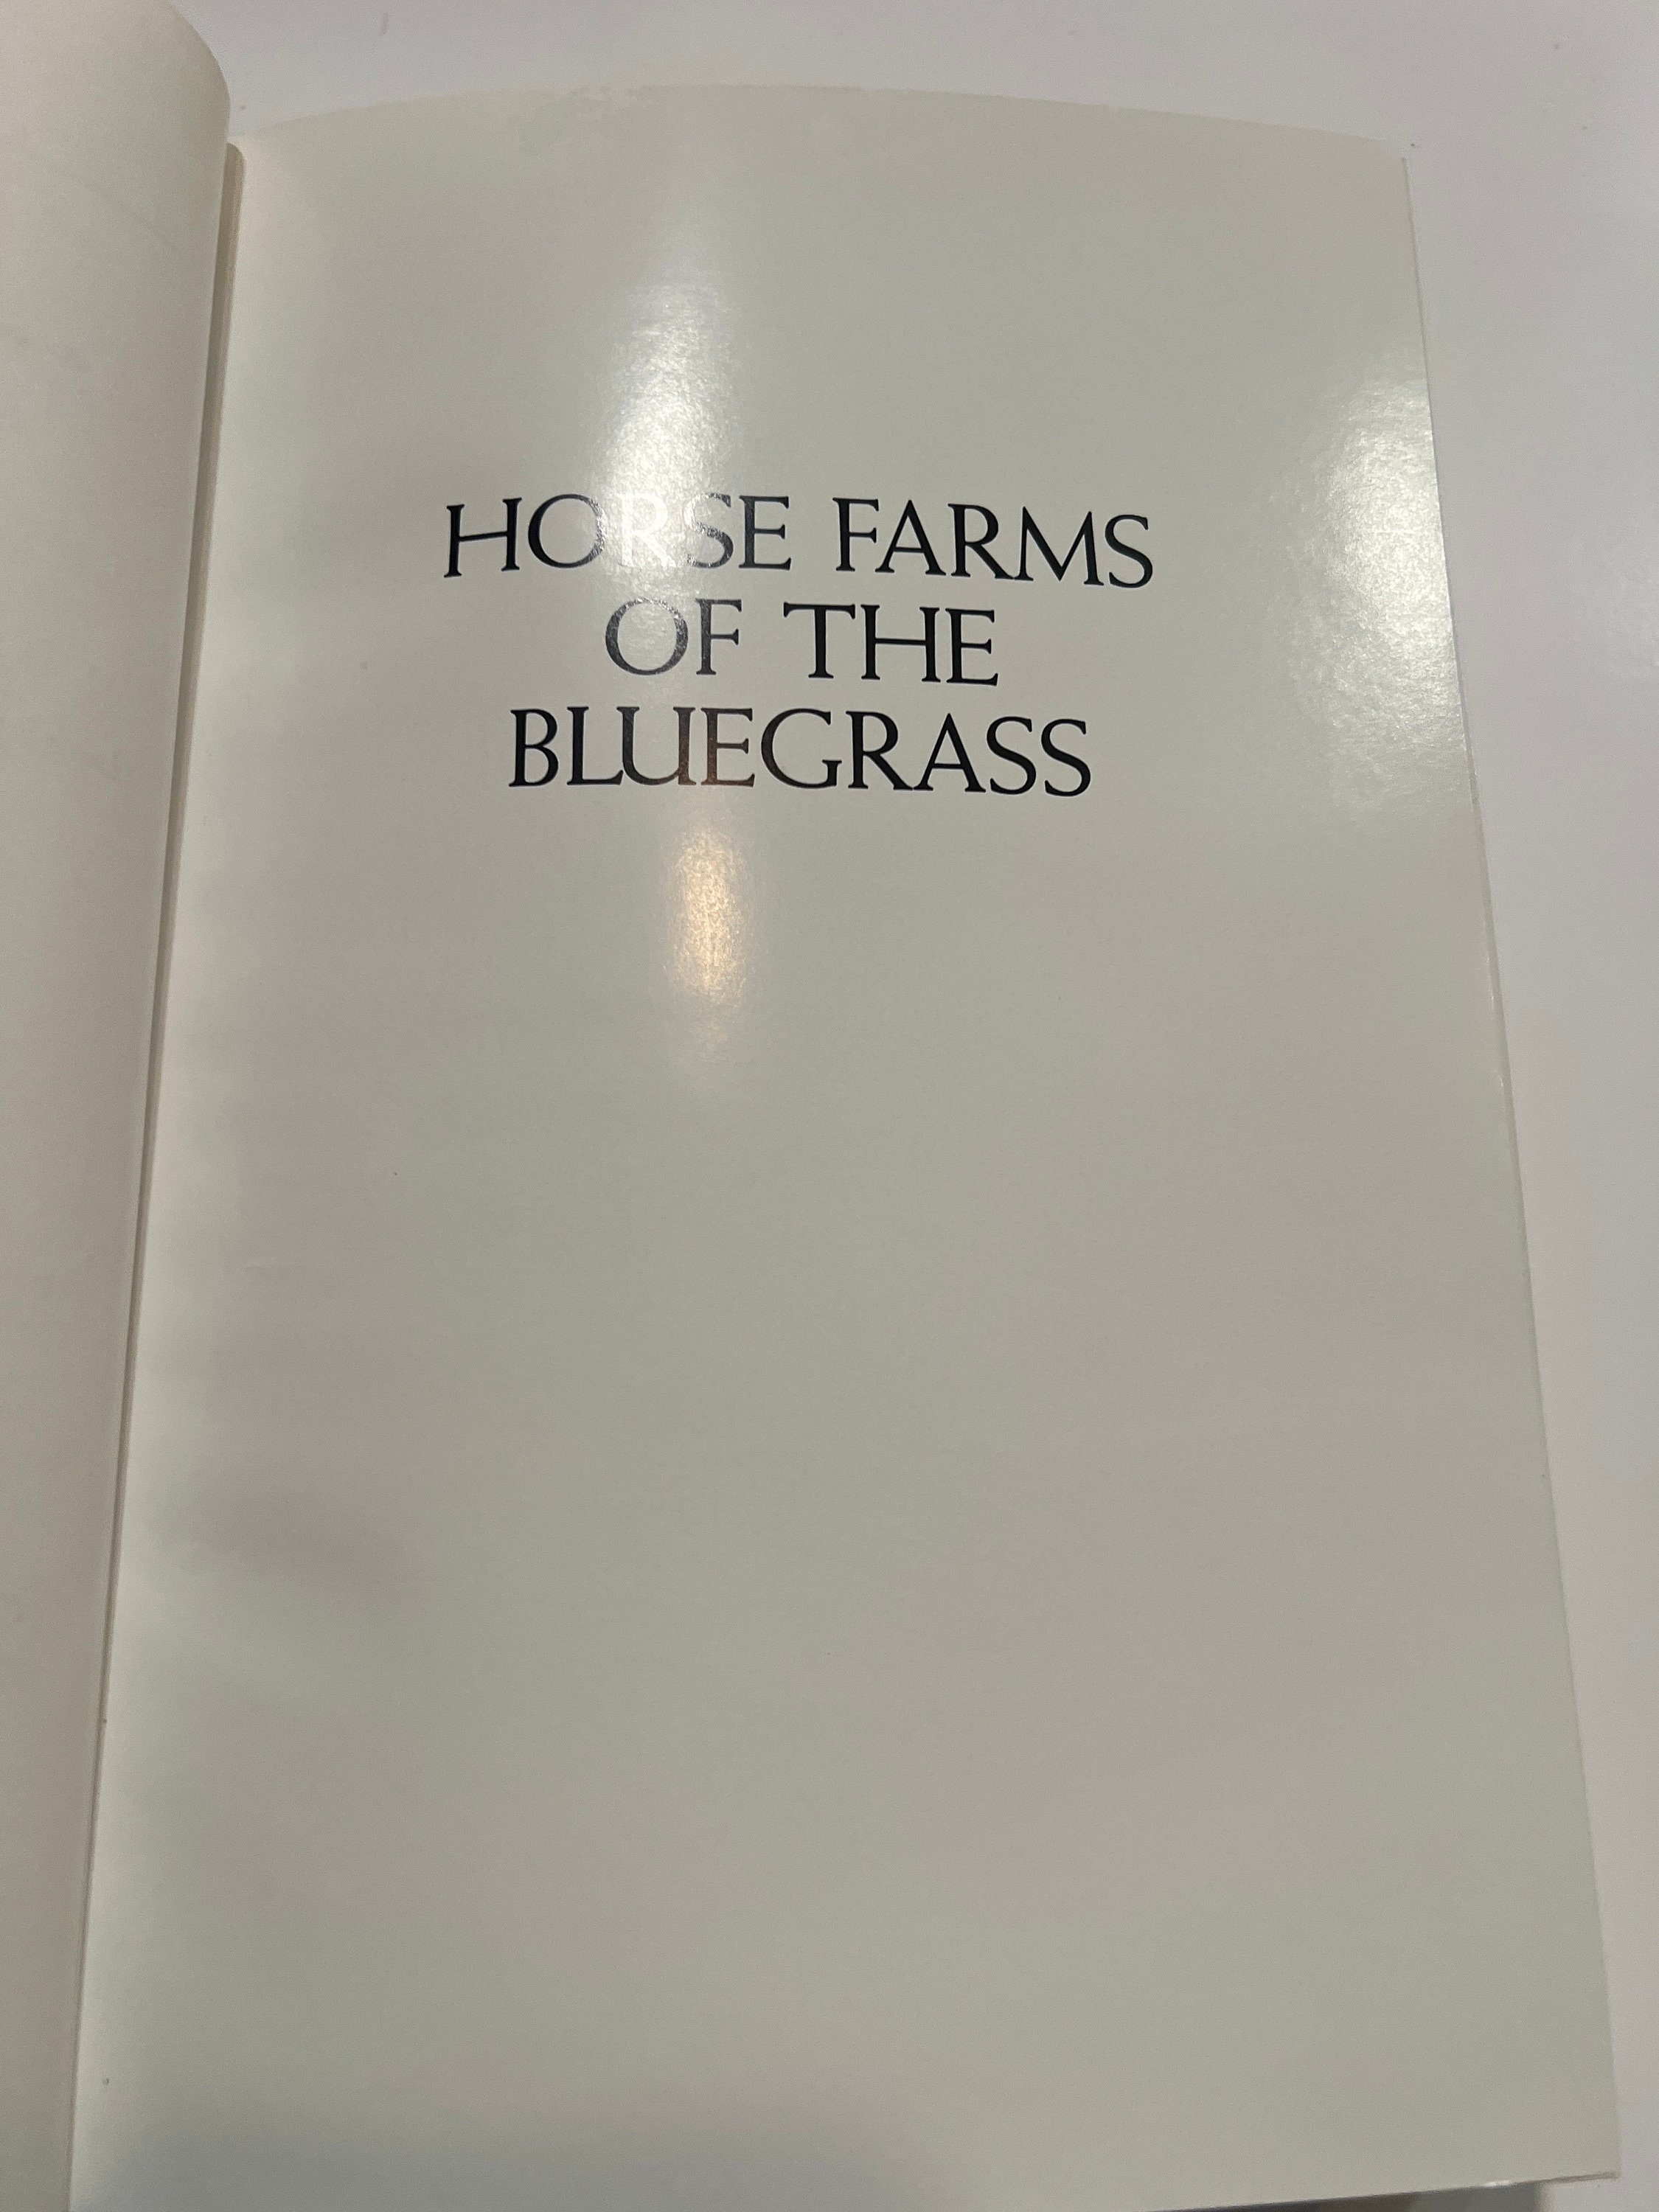 HORSE FARMS
OF THE
BLUEGRASS